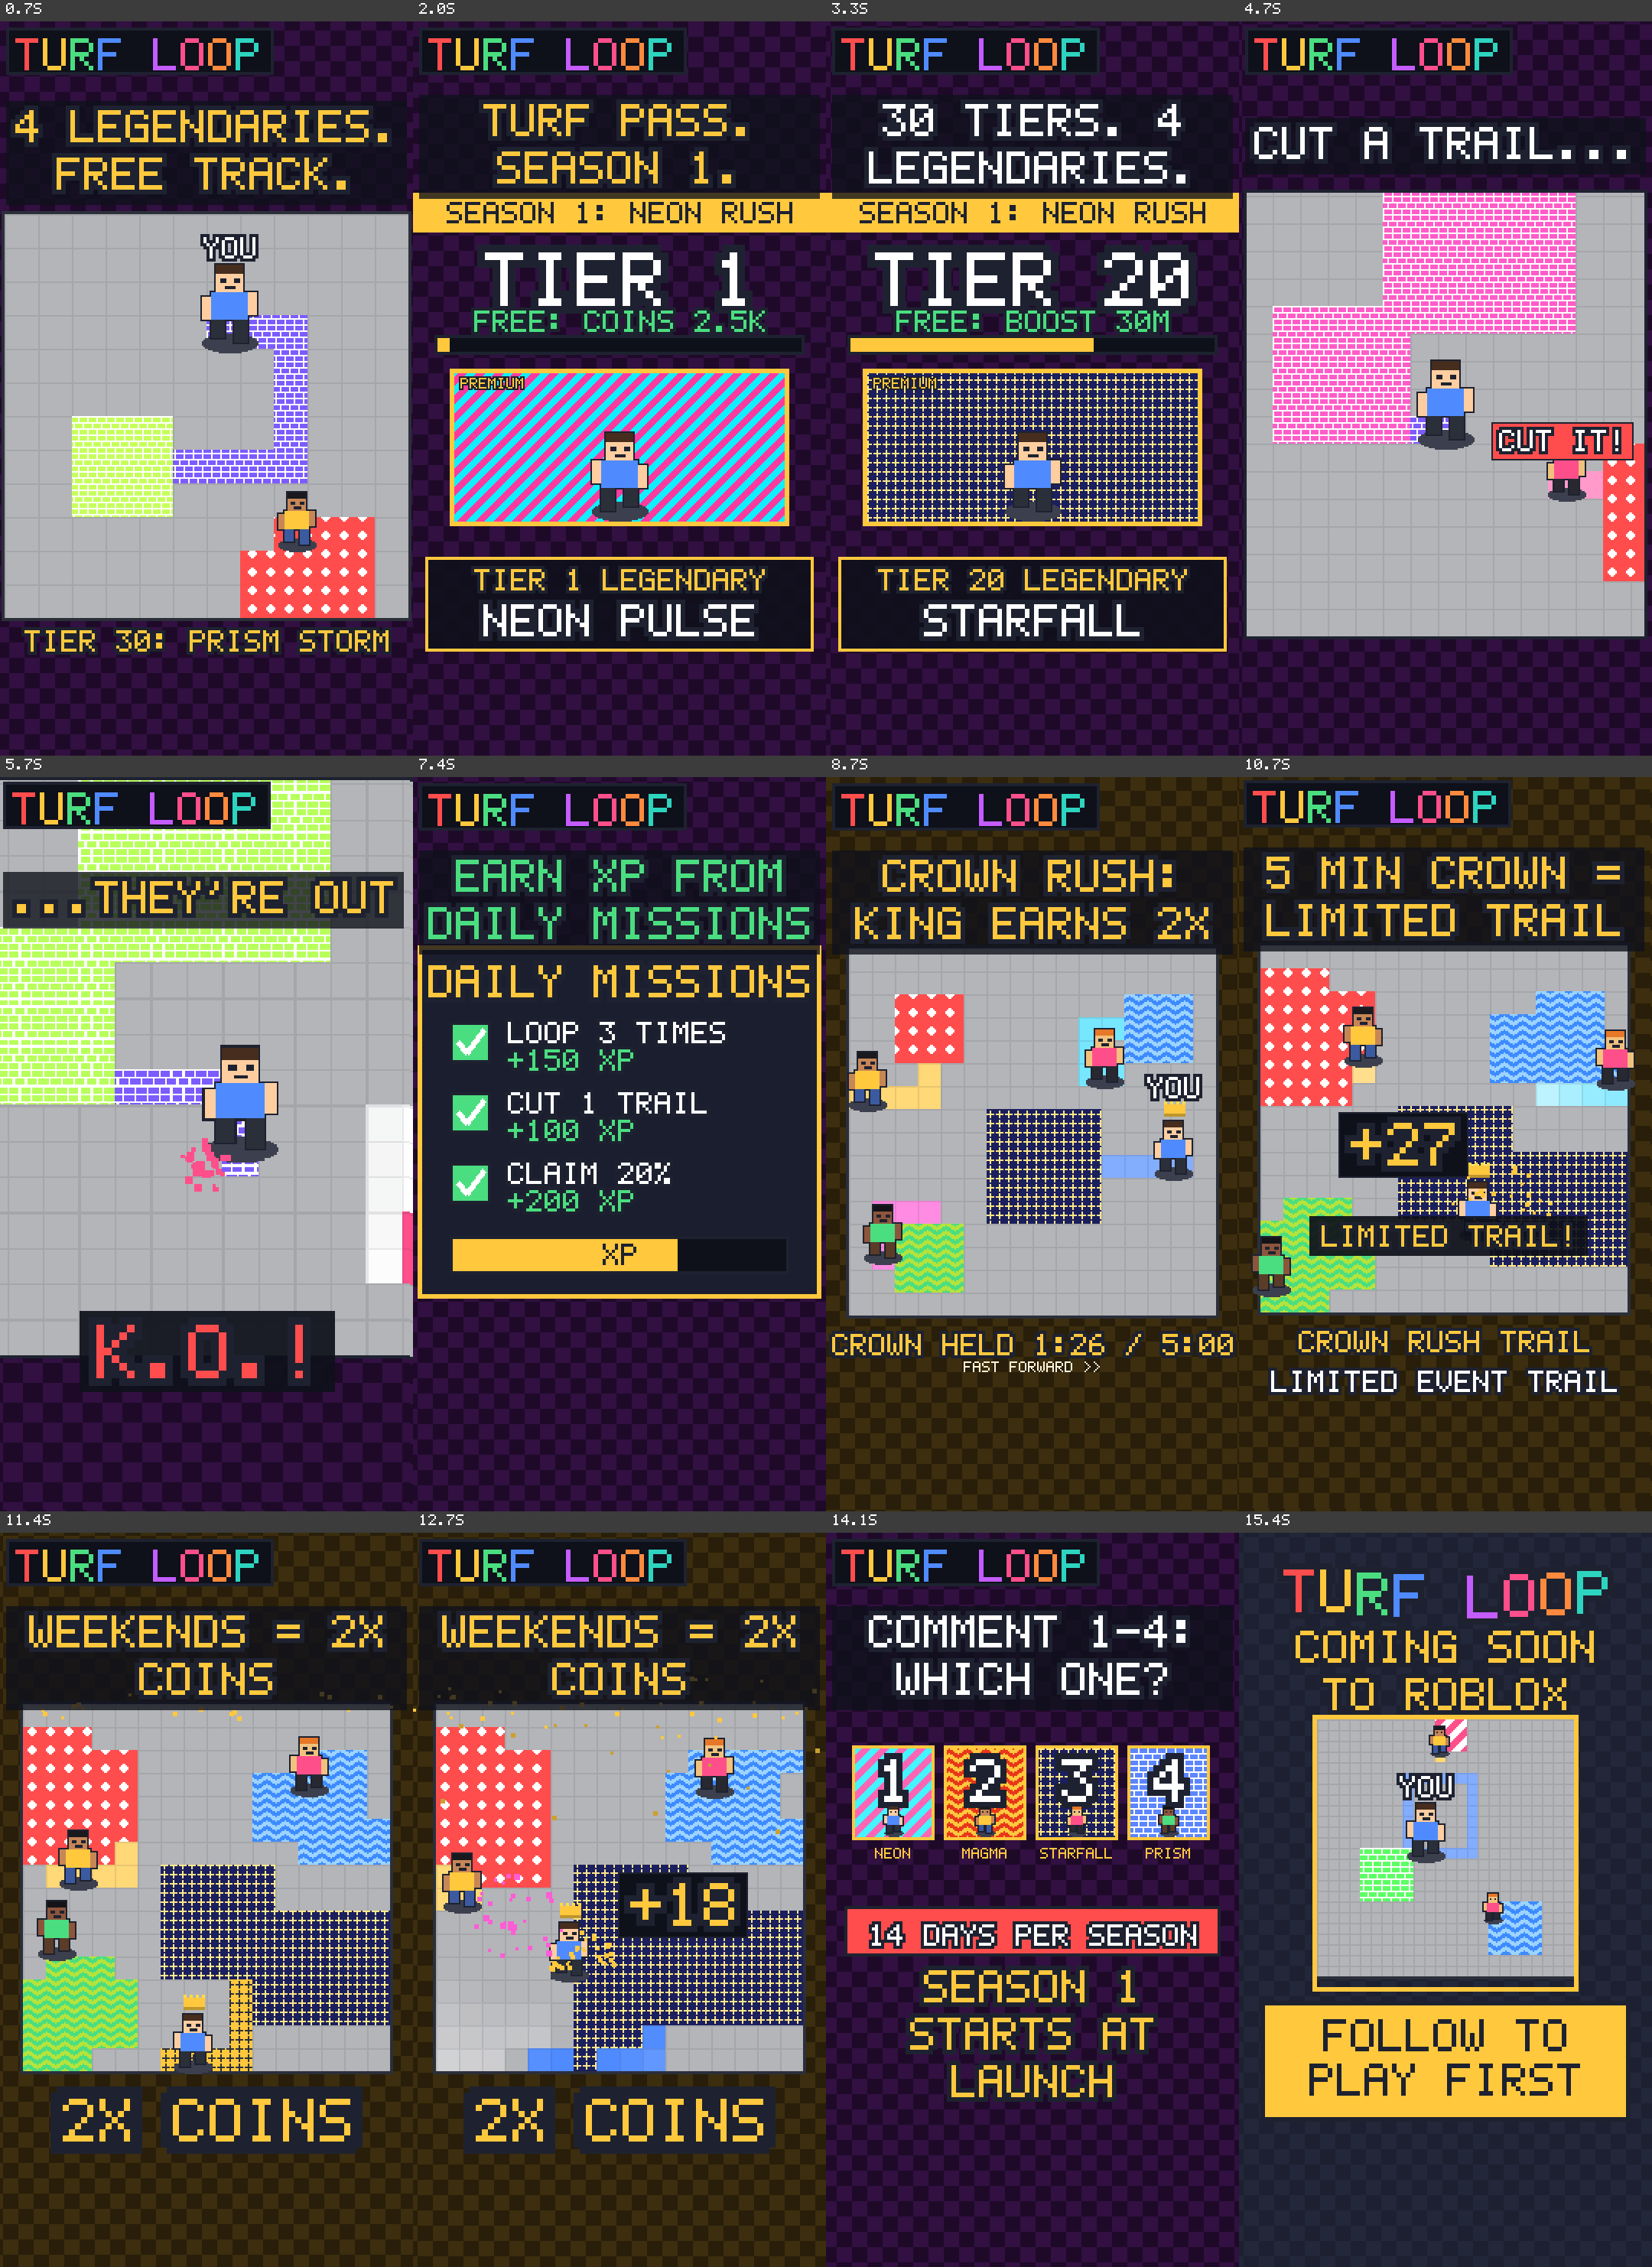 0.7S
TURF LOOP
4 LEGENDARIES.
FREE TRACK.
YOU
TIER 30: PRISM STORM
2.0S
TURF LOOP
TURF PASS.
SEASON 1.
SEASON 1: NEON RUSH
TIER 1
FREE: COINS 2.5K
PREMIUM
TIER 1 LEGENDARY
NEON PULSE
3.3S
TURF LOOP
30 TIERS. 4
LEGENDARIES.
SEASON 1: NEON RUSH
TIER 20
FREE: BOOST 30M
PREMIUM
TIER 20 LEGENDARY
STARFALL
4.7S
TURF LOOP
CUT A TRAIL...
CUT IT!
5.7S
TURF LOOP
...THEY'RE OUT
K.O.!
7.4S
TURF LOOP
EARN XP FROM
DAILY MISSIONS
DAILY MISSIONS
LOOP 3 TIMES
+150 XP
CUT 1 TRAIL
+100 XP
CLAIM 20%
+200 XP
XP
8.7S
TURF LOOP
CROWN RUSH:
KING EARNS 2X
YOU
CROWN HELD 1:26 / 5:00
FAST FORWARD >>
10.7S
TURF LOOP
5 MIN CROWN =
LIMITED TRAIL
+27
LIMITED TRAIL!
CROWN RUSH TRAIL
LIMITED EVENT TRAIL
11.4S
TURF LOOP
WEEKENDS = 2X
COINS
2X COINS
12.7S
TURF LOOP
WEEKENDS = 2X
COINS
+18
2X COINS
14.1S
TURF LOOP
COMMENT 1-4:
WHICH ONE?
1 2 3 4
NEON MAGMA STARFALL PRISM
14 DAYS PER SEASON
SEASON 1
STARTS AT
LAUNCH
15.4S
TURF LOOP
COMING SOON
TO ROBLOX
YOU
FOLLOW TO
PLAY FIRST